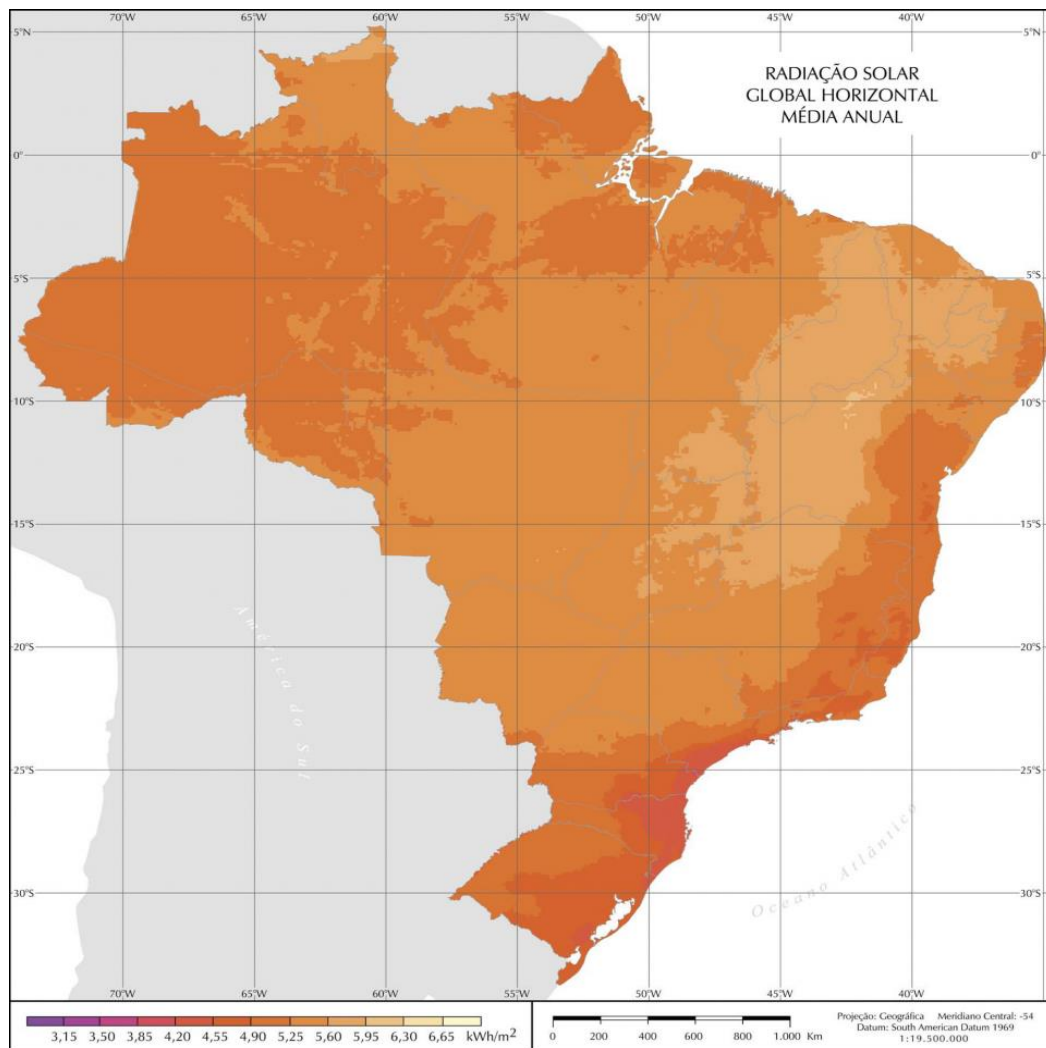 70°W 65°W 60°W 55°W 50°W 45°W 40°W
5°N 5°N
RADIAÇÃO SOLAR
GLOBAL HORIZONTAL
MÉDIA ANUAL
0° 0°
5°S 5°S
10°S 10°S
15°S 15°S
América do Sul
20°S 20°S
25°S 25°S
Oceano Atlântico
30°S 30°S
70°W 65°W 60°W 55°W 50°W 45°W 40°W
3,15 3,50 3,85 4,20 4,55 4,90 5,25 5,60 5,95 6,30 6,65 kWh/m²
0 200 400 600 800 1.000 Km
Projeção: Geográfica Meridiano Central: -54
Datum: South American Datum 1969
1:19.500.000